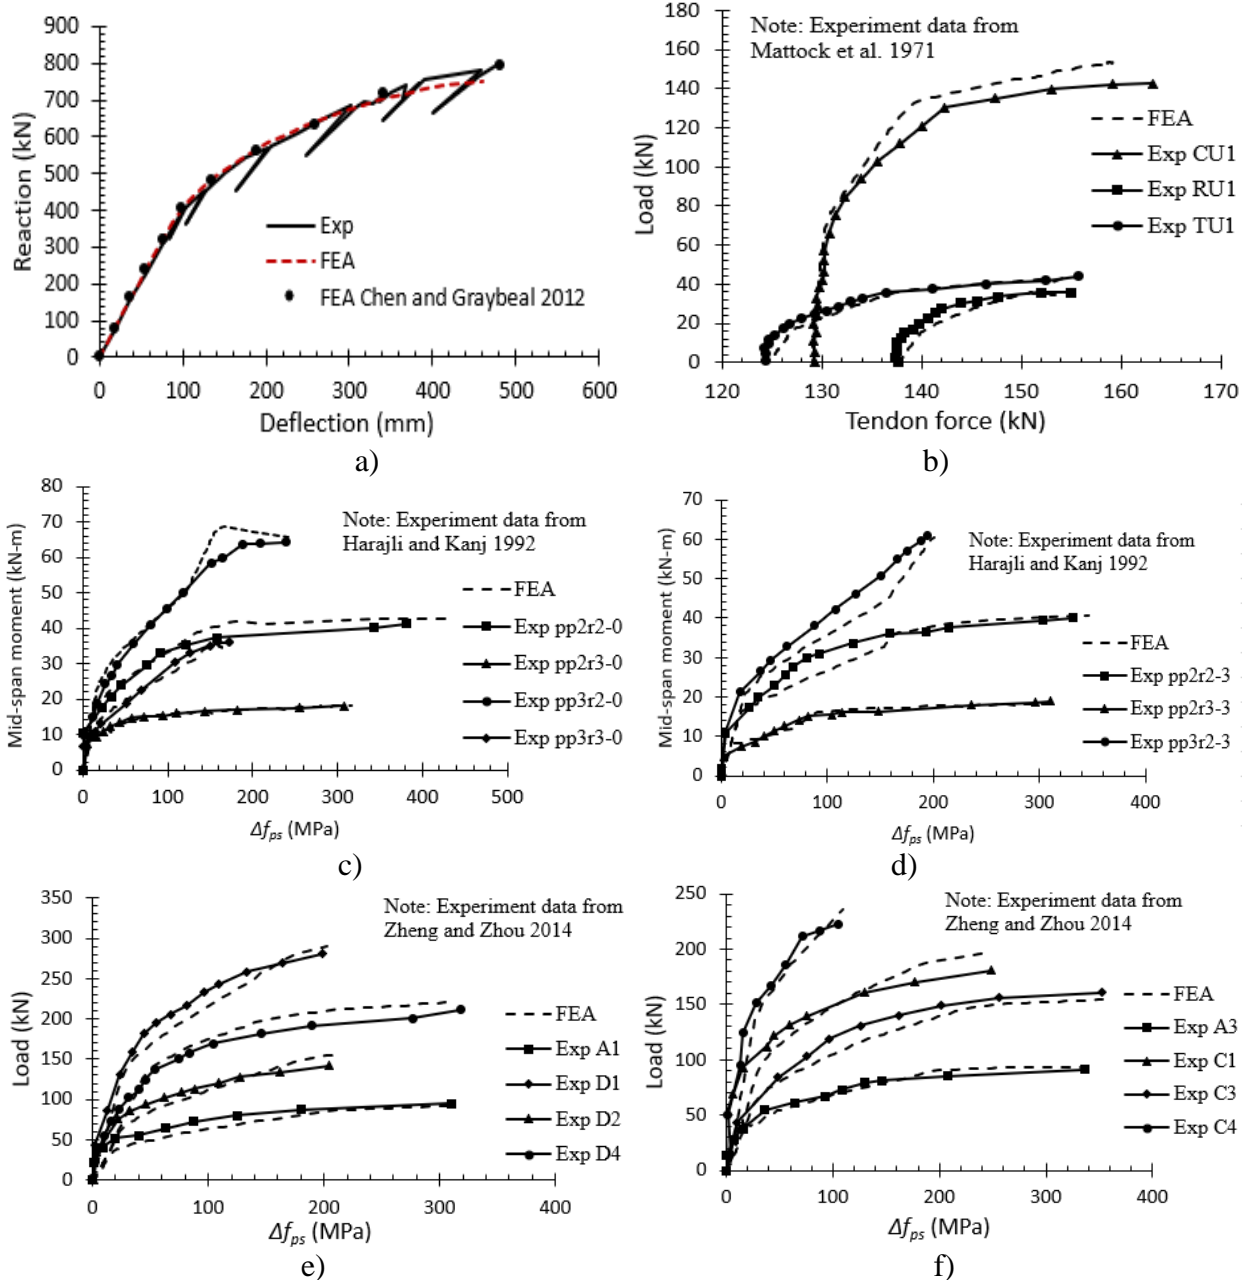 900
800
700
600
500
400
300
200
100
0
Reaction (kN)
Exp
FEA
FEA Chen and Graybeal 2012
0 100 200 300 400 500 600
Deflection (mm)
a)
180
160
140
120
100
80
60
40
20
0
Load (kN)
Note: Experiment data from
Mattock et al. 1971
FEA
Exp CU1
Exp RU1
Exp TU1
120 130 140 150 160 170
Tendon force (kN)
b)
80
70
60
50
40
30
20
10
0
Mid-span moment (kN-m)
Note: Experiment data from
Harajli and Kanj 1992
FEA
Exp pp2r2-0
Exp pp2r3-0
Exp pp3r2-0
Exp pp3r3-0
0 100 200 300 400 500
Δfps (MPa)
c)
70
60
50
40
30
20
10
0
Mid-span moment (kN-m)
Note: Experiment data from
Harajli and Kanj 1992
FEA
Exp pp2r2-3
Exp pp2r3-3
Exp pp3r2-3
0 100 200 300 400
Δfps (MPa)
d)
350
300
250
200
150
100
50
0
Load (kN)
Note: Experiment data from
Zheng and Zhou 2014
FEA
Exp A1
Exp D1
Exp D2
Exp D4
0 100 200 300 400
Δfps (MPa)
e)
250
200
150
100
50
0
Load (kN)
Note: Experiment data from
Zheng and Zhou 2014
FEA
Exp A3
Exp C1
Exp C3
Exp C4
0 100 200 300 400
Δfps (MPa)
f)